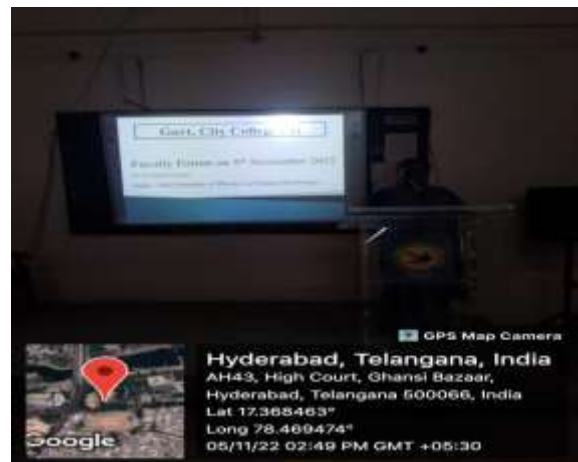 Govt. City College
Faculty Forum on 5th November 2022
GPS Map Camera
Hyderabad, Telangana, India
AH43, High Court, Ghansi Bazaar,
Hyderabad, Telangana 500066, India
Lat 17.368463°
Long 78.469474°
05/11/22 02:49 PM GMT +05:30
Google